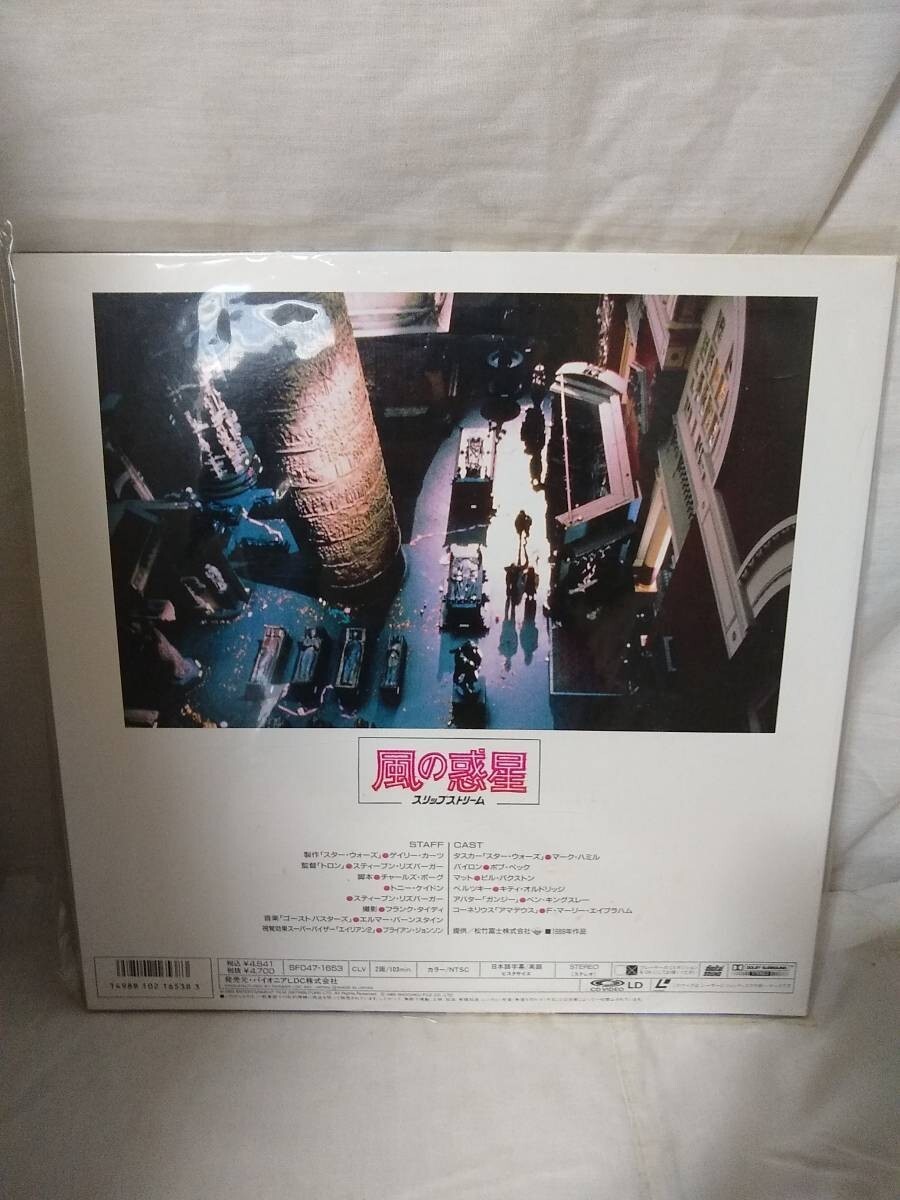 風の惑星
スリップストリーム
STAFF
製作「スター・ウォーズ」●ゲイリー・カーツ
監督「トロン」●スティーブン・リズバーガー
脚本●チャールズ・ポーグ
●トニー・ケイドン
●スティーブン・リズバーガー
撮影●フランク・タイディ
音楽「ゴーストバスターズ」●エルマー・バーンスタイン
視覚効果スーパーバイザー「エイリアン2」●ブライアン・ジョンソン
CAST
タスカー「スター・ウォーズ」●マーク・ハミル
バイロン●ボブ・ペック
マット●ビル・パクストン
ベルツキー●キティ・オルドリッジ
アバター「ガンジー」●ベン・キングスレー
コーネリウス「アマデウス」●F・マーリー・エイブラハム
提供/松竹富士株式会社 ■1989年作品
税込 ¥4,841
税抜 ¥4,700
SF047-1653
CLV
2面/103min.
カラー/NTSC
日本語字幕/英語
ビスタサイズ
STEREO
(ステレオ)
発売元・パイオニアLDC株式会社
CD VIDEO
LD
DOLBY SURROUND
14988 102 165383